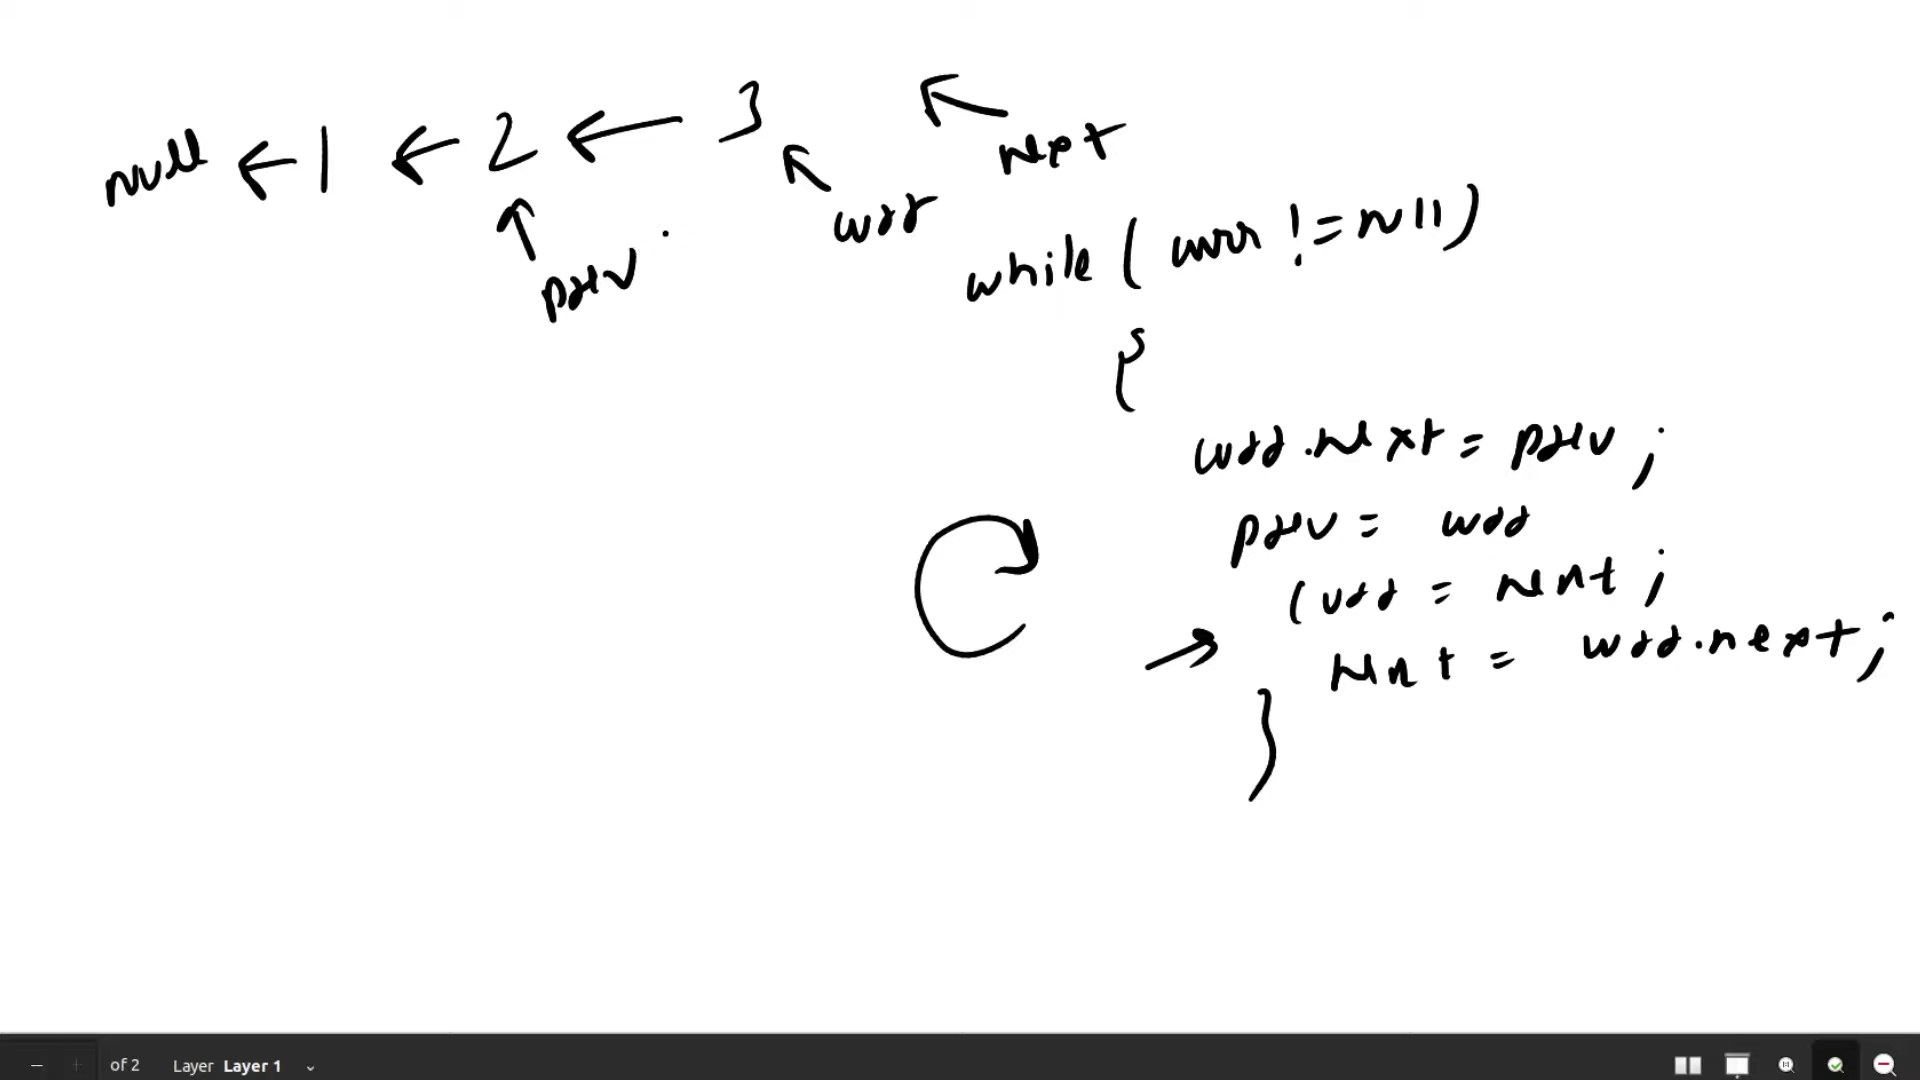 null ← 1 ← 2 ← 3
next
curr
prev
while ( curr != null)
{
curr.next = prev;
prev = curr
curr = next;
next = curr.next;
}
of 2 Layer Layer 1